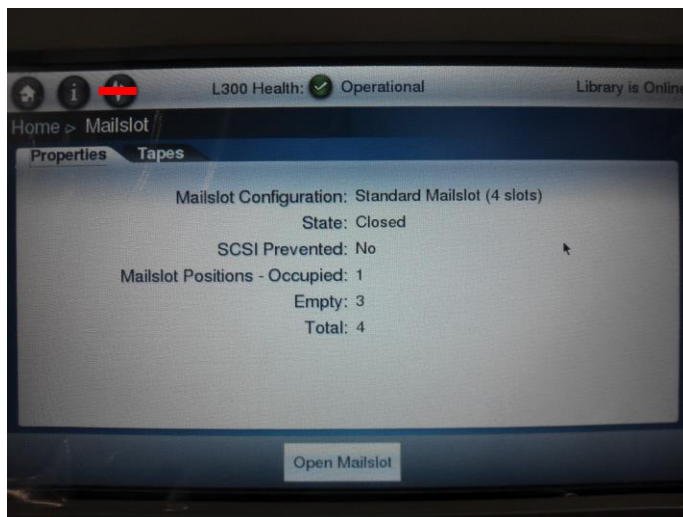 L300 Health: Operational Library is Online
Home > Mailslot
Properties Tapes
Mailslot Configuration: Standard Mailslot (4 slots)
State: Closed
SCSI Prevented: No
Mailslot Positions - Occupied: 1
Empty: 3
Total: 4
Open Mailslot